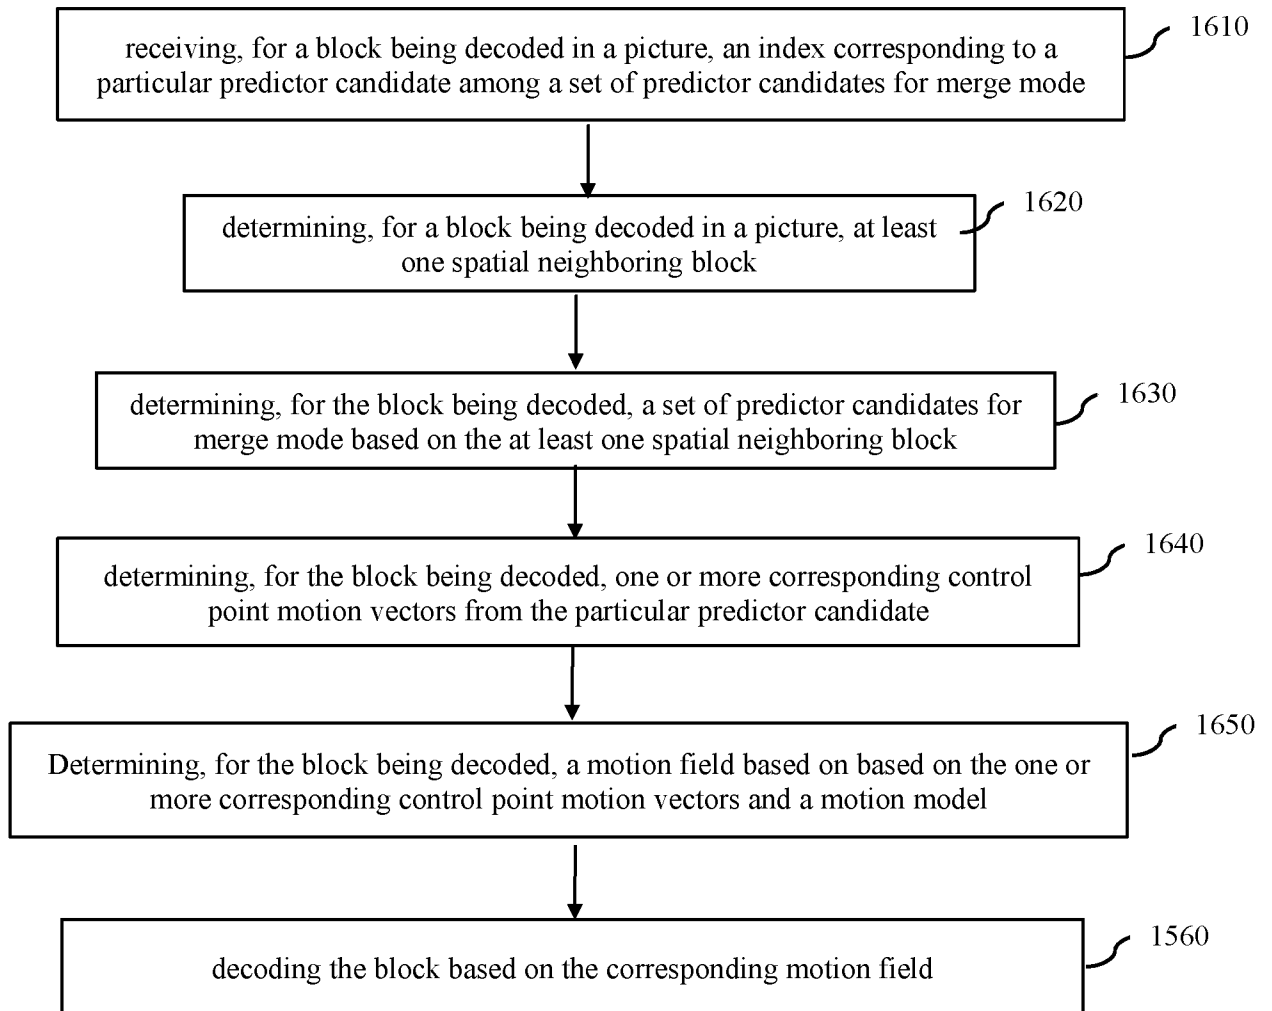 receiving, for a block being decoded in a picture, an index corresponding to a
particular predictor candidate among a set of predictor candidates for merge mode
1610
determining, for a block being decoded in a picture, at least
one spatial neighboring block
1620
determining, for the block being decoded, a set of predictor candidates for
merge mode based on the at least one spatial neighboring block
1630
determining, for the block being decoded, one or more corresponding control
point motion vectors from the particular predictor candidate
1640
Determining, for the block being decoded, a motion field based on based on the one or
more corresponding control point motion vectors and a motion model
1650
decoding the block based on the corresponding motion field
1560